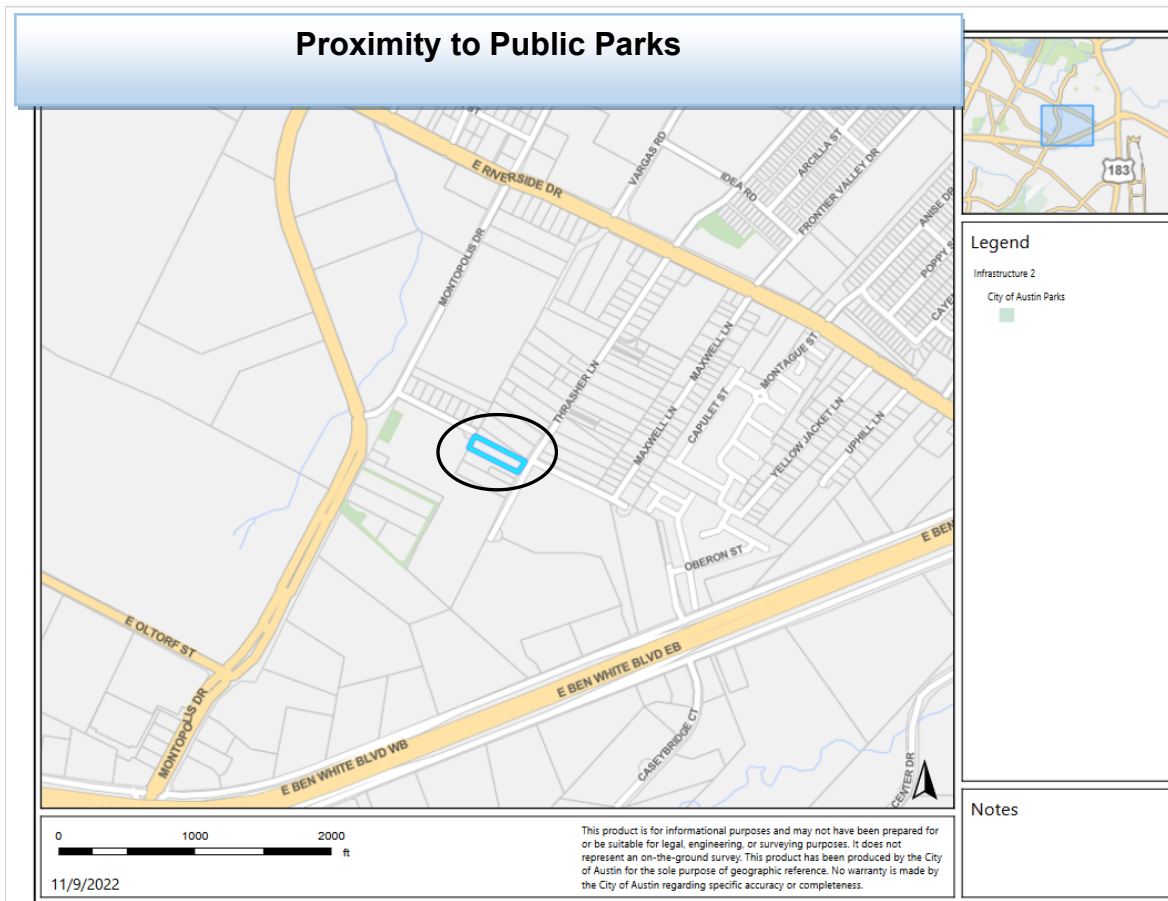 Proximity to Public Parks
ST
E RIVERSIDE DR
VARGAS RD
IDEA RD
ARCILLA ST
FRONTIER VALLEY DR
ANISE DR
MONTOPOLIS DR
THRASHER LN
MAXWELL LN
MAXWELL LN
CAPULET ST
MONTAGUE ST
YELLOW JACKET LN
UPHILL LN
OBERON ST
E BEN
E OLTORF ST
MONTOPOLIS DR
E BEN WHITE BLVD EB
E BEN WHITE BLVD WB
CASEYBRIDGE CT
CENTER DR
183
Legend
Infrastructure 2
City of Austin Parks
Notes
0 1000 2000
ft
11/9/2022
This product is for informational purposes and may not have been prepared for
or be suitable for legal, engineering, or surveying purposes. It does not
represent an on-the-ground survey. This product has been produced by the City
of Austin for the sole purpose of geographic reference. No warranty is made by
the City of Austin regarding specific accuracy or completeness.